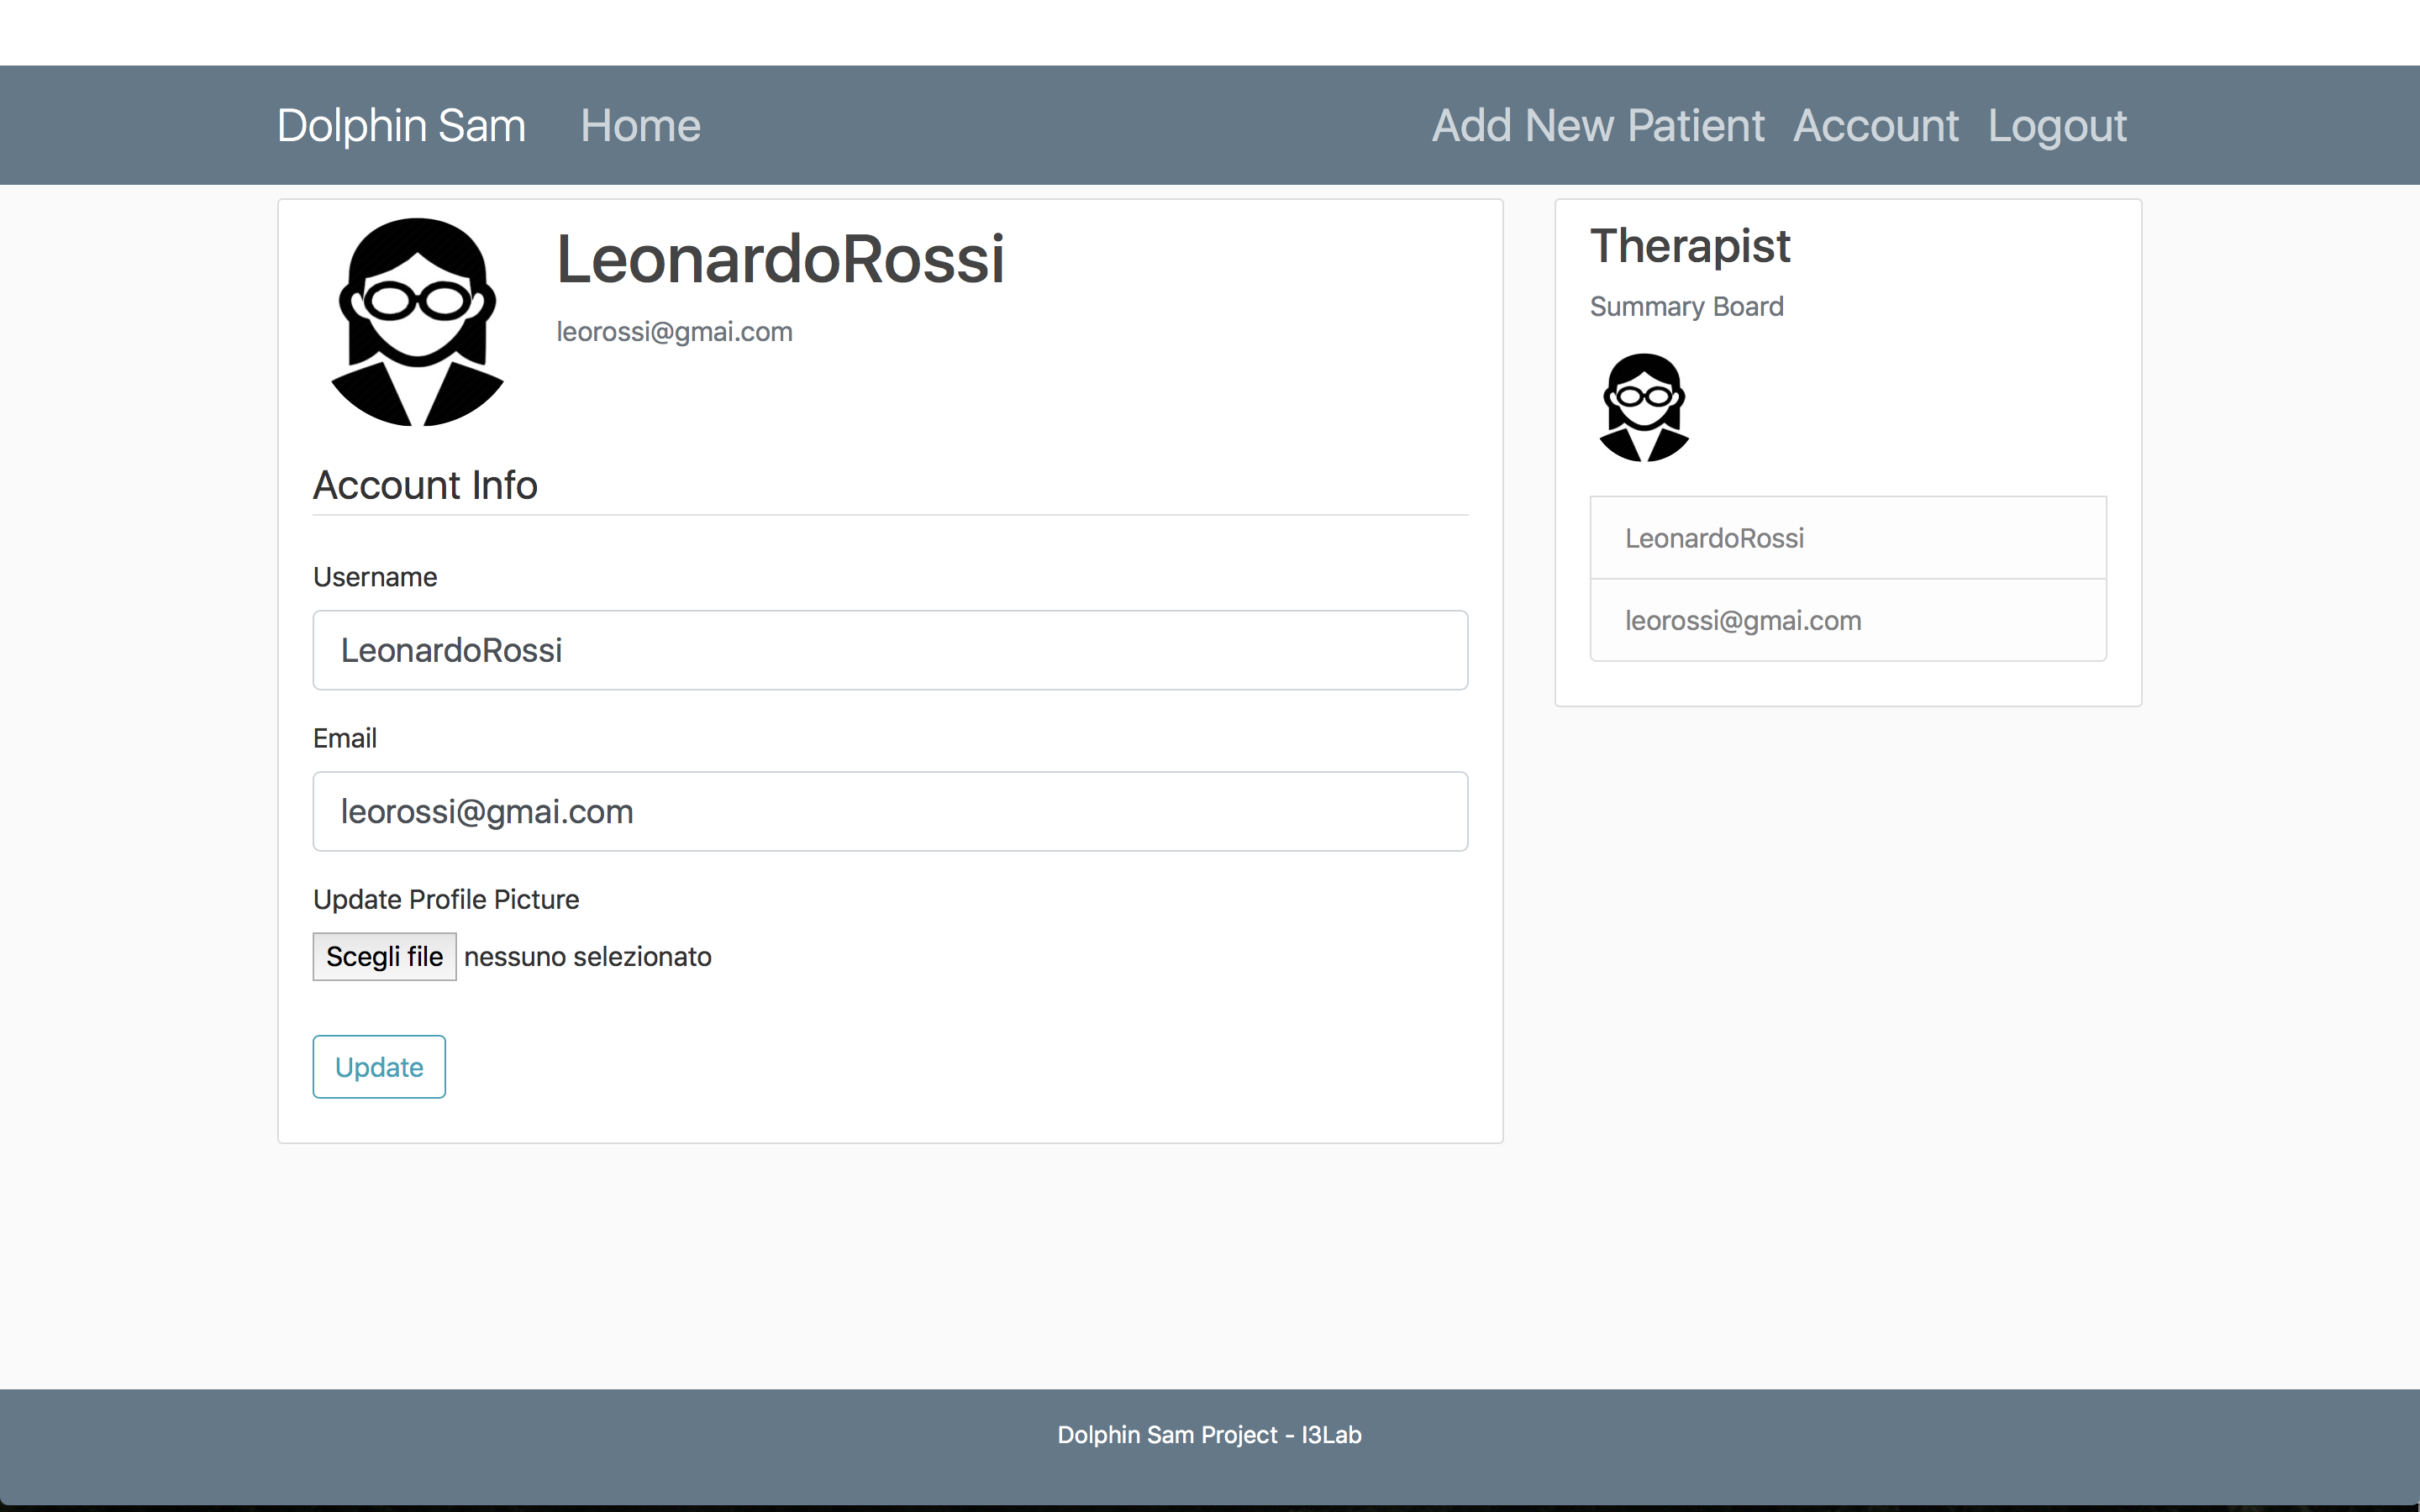 Dolphin Sam Home Add New Patient Account Logout
LeonardoRossi
leorossi@gmai.com
Account Info
Username
LeonardoRossi
Email
leorossi@gmai.com
Update Profile Picture
Scegli file nessuno selezionato
Update
Therapist
Summary Board
LeonardoRossi
leorossi@gmai.com
Dolphin Sam Project - I3Lab